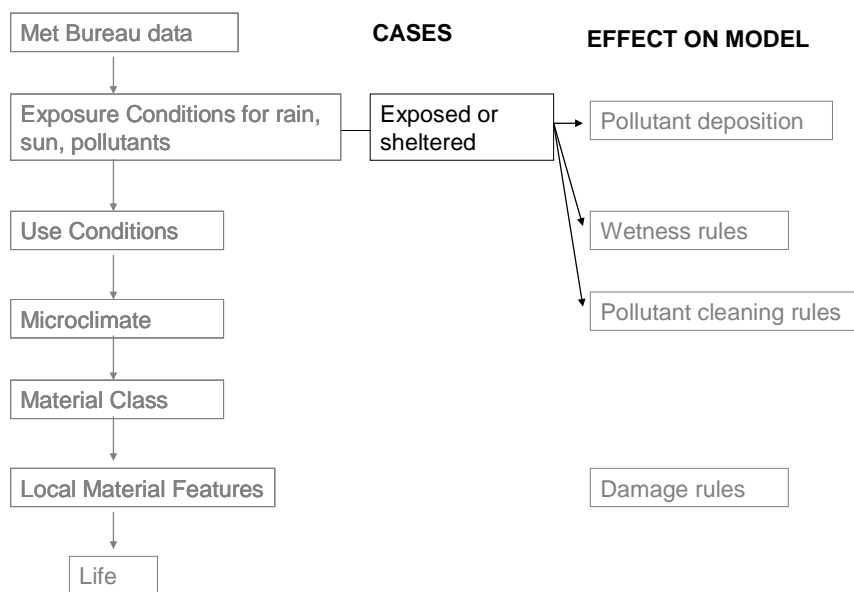 Met Bureau data
CASES
EFFECT ON MODEL
Exposure Conditions for rain,
sun, pollutants
Exposed or
sheltered
Pollutant deposition
Use Conditions
Wetness rules
Microclimate
Pollutant cleaning rules
Material Class
Local Material Features
Damage rules
Life